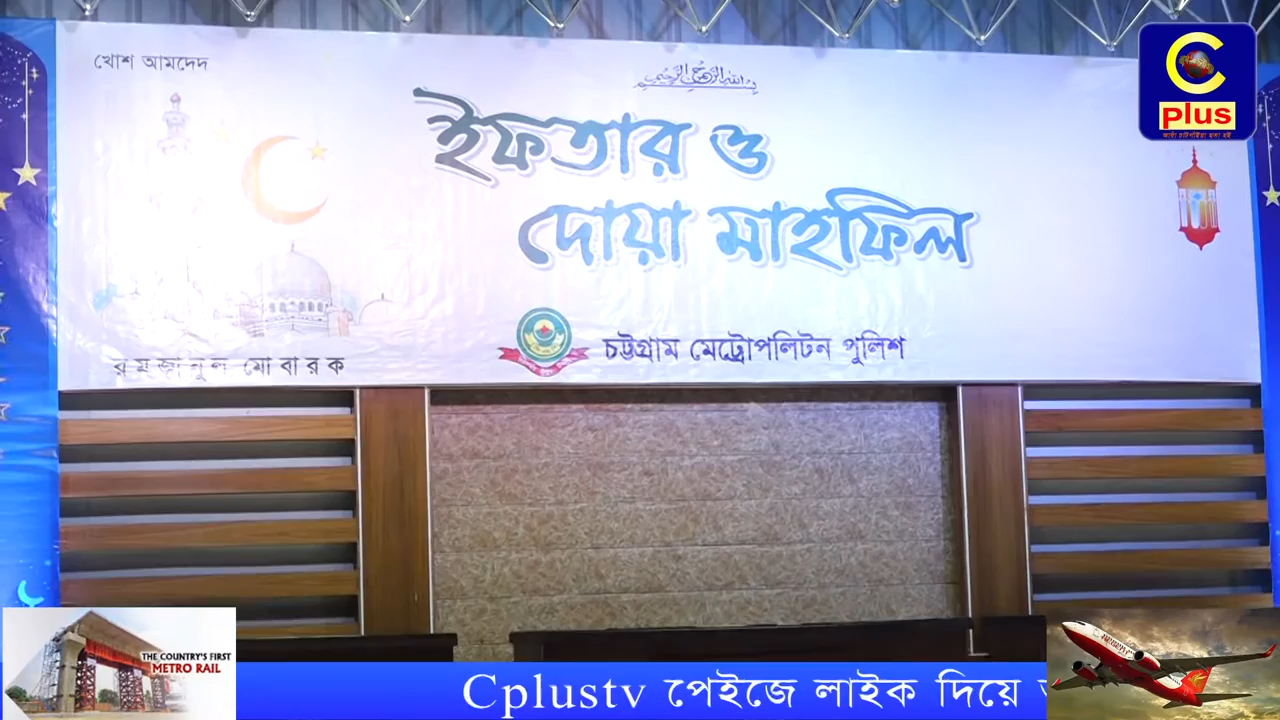 খোশ আমদেদ
ইফতার ও
দোয়া মাহফিল
চট্টগ্রাম মেট্রোপলিটন পুলিশ
রমজানুল মোবারক
C
plus
THE COUNTRY'S FIRST
METRO RAIL
Cplustv পেইজে লাইক দিয়ে